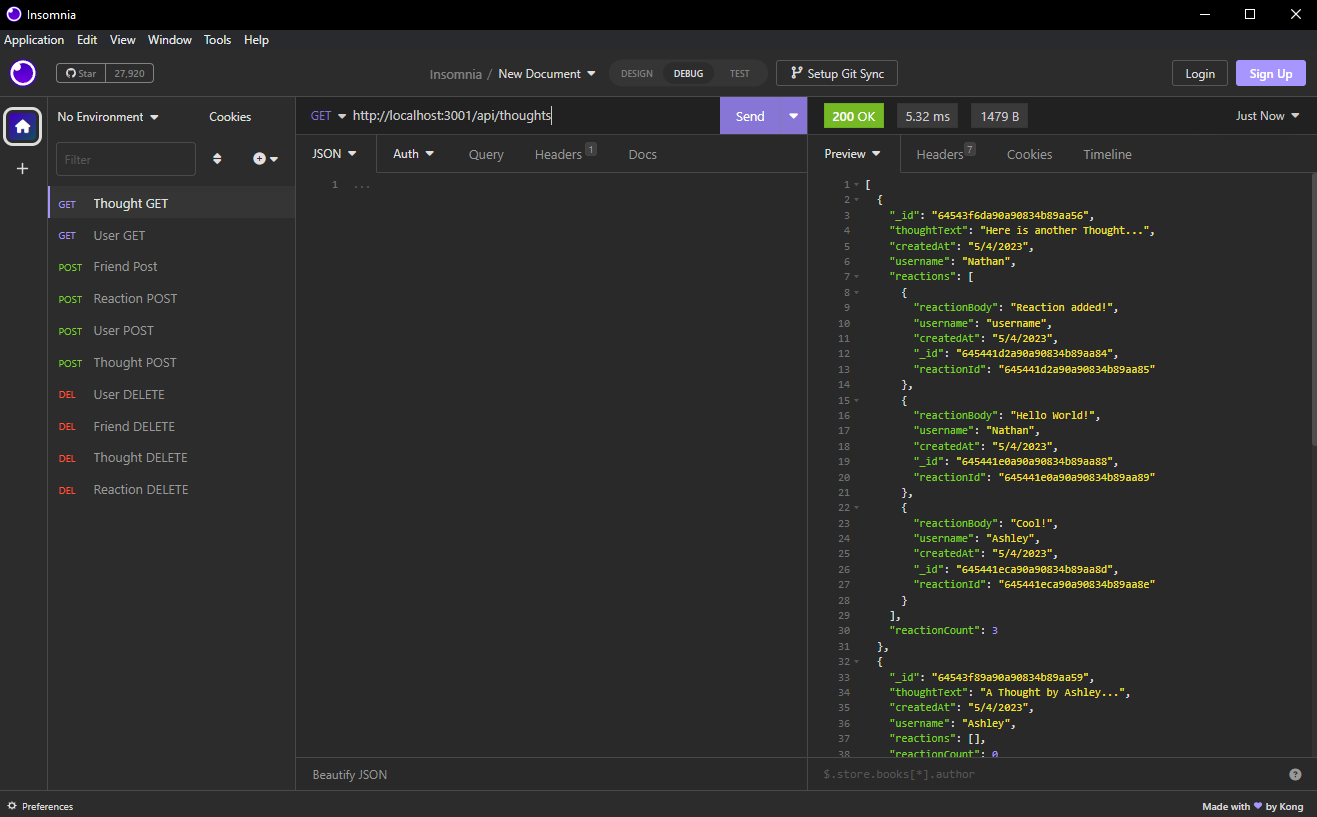 Insomnia
Application Edit View Window Tools Help
Star 27,920
Insomnia / New Document
DESIGN DEBUG TEST
Setup Git Sync
Login
Sign Up
No Environment
Cookies
Filter
GET Thought GET
GET User GET
POST Friend Post
POST Reaction POST
POST User POST
POST Thought POST
DEL User DELETE
DEL Friend DELETE
DEL Thought DELETE
DEL Reaction DELETE
GET http://localhost:3001/api/thoughts
Send
JSON Auth Query Headers 1 Docs
1 ...
Beautify JSON
200 OK 5.32 ms 1479 B Just Now
Preview Headers 7 Cookies Timeline
1 [
2 {
3 "_id": "64543f6da90a90834b89aa56",
4 "thoughtText": "Here is another Thought...",
5 "createdAt": "5/4/2023",
6 "username": "Nathan",
7 "reactions": [
8 {
9 "reactionBody": "Reaction added!",
10 "username": "username",
11 "createdAt": "5/4/2023",
12 "_id": "645441d2a90a90834b89aa84",
13 "reactionId": "645441d2a90a90834b89aa85"
14 },
15 {
16 "reactionBody": "Hello World!",
17 "username": "Nathan",
18 "createdAt": "5/4/2023",
19 "_id": "645441e0a90a90834b89aa88",
20 "reactionId": "645441e0a90a90834b89aa89"
21 },
22 {
23 "reactionBody": "Cool!",
24 "username": "Ashley",
25 "createdAt": "5/4/2023",
26 "_id": "645441eca90a90834b89aa8d",
27 "reactionId": "645441eca90a90834b89aa8e"
28 }
29 ],
30 "reactionCount": 3
31 },
32 {
33 "_id": "64543f89a90a90834b89aa59",
34 "thoughtText": "A Thought by Ashley...",
35 "createdAt": "5/4/2023",
36 "username": "Ashley",
37 "reactions": [],
38 "reactionCount": 0
$.store.books[*].author
Preferences
Made with ♥ by Kong